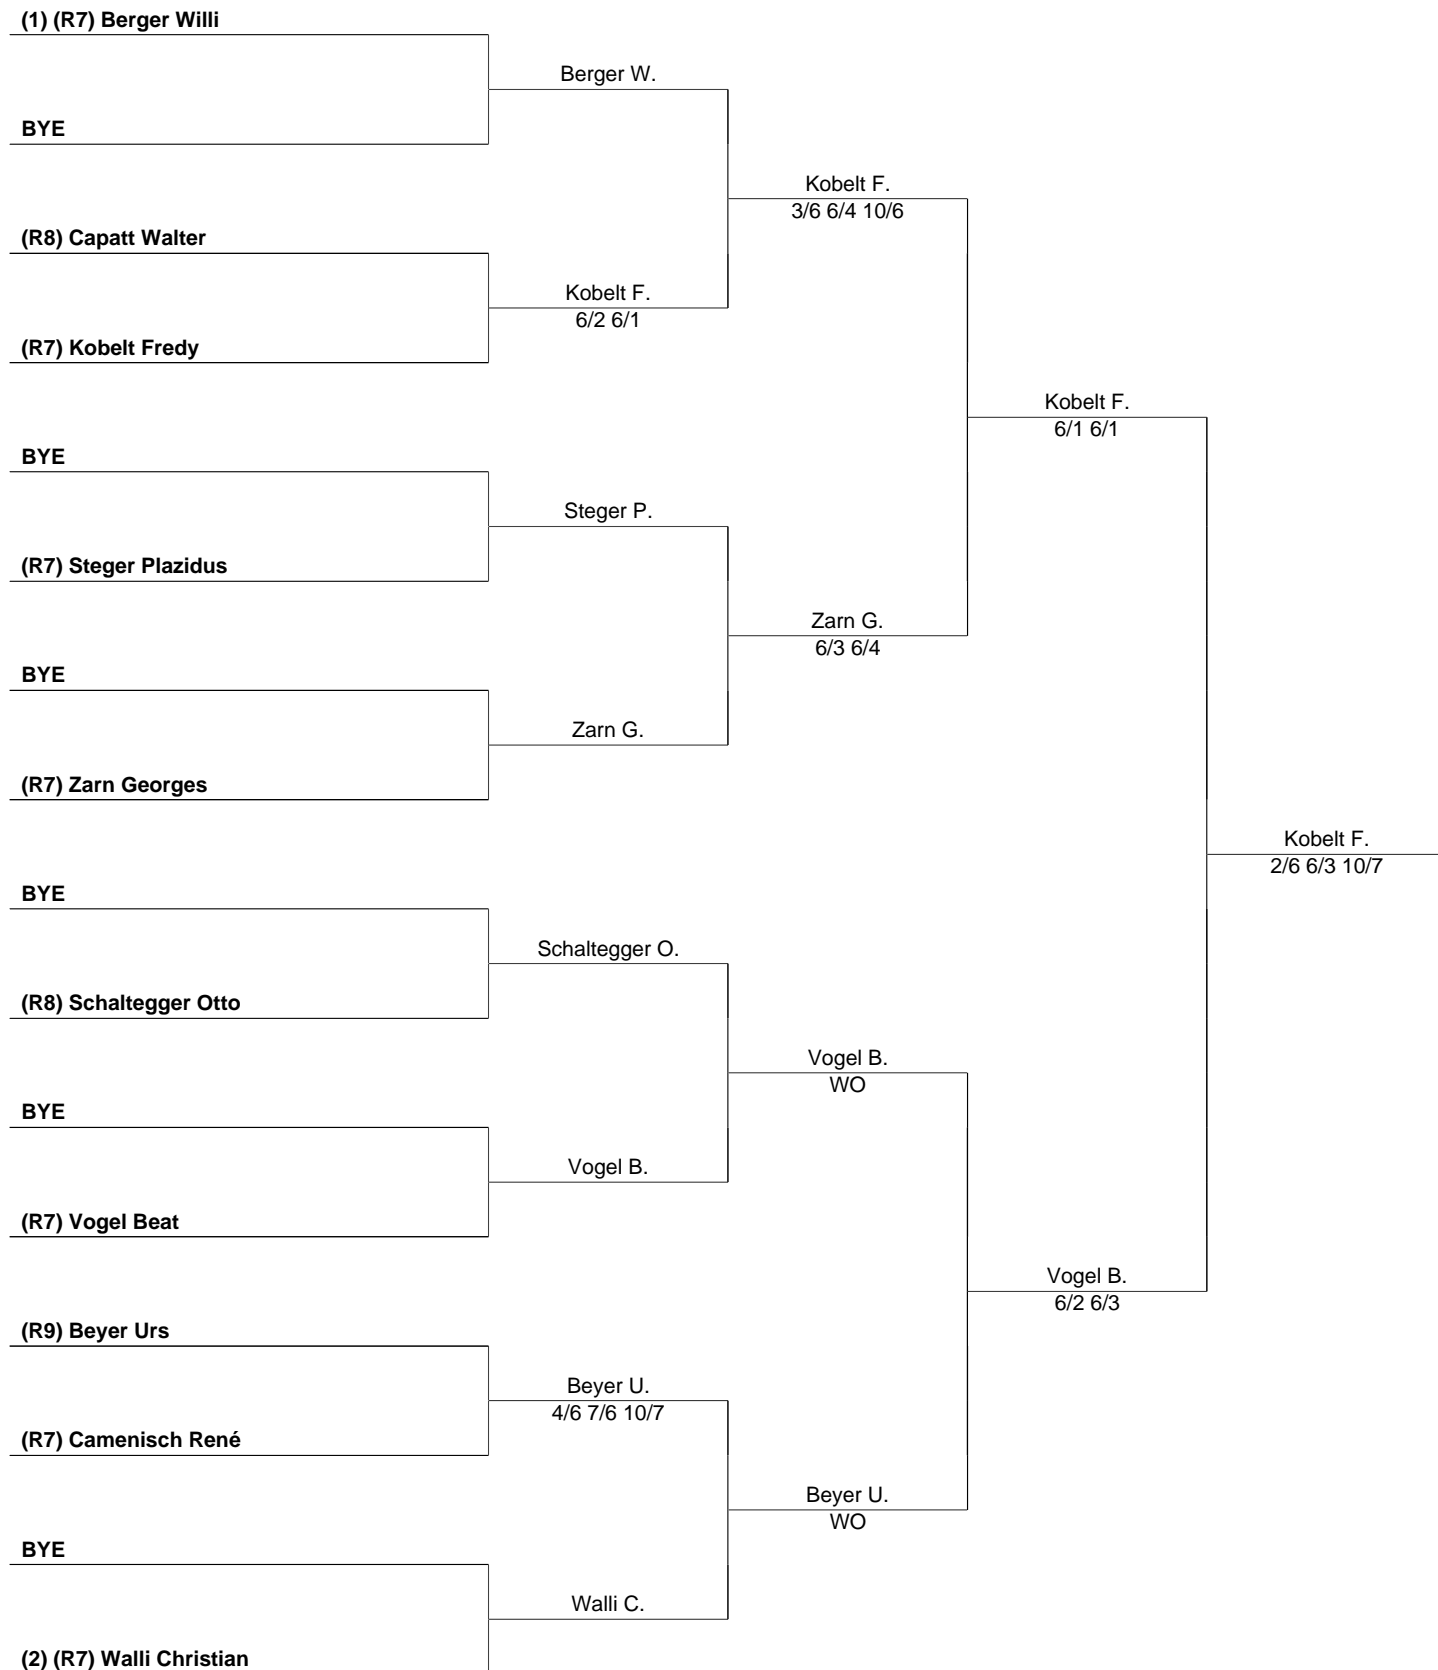 (1) (R7) Berger Willi
Berger W.
BYE
Kobelt F.
3/6 6/4 10/6
(R8) Capatt Walter
Kobelt F.
6/2 6/1
(R7) Kobelt Fredy
Kobelt F.
6/1 6/1
BYE
Steger P.
(R7) Steger Plazidus
Zarn G.
6/3 6/4
BYE
Zarn G.
(R7) Zarn Georges
Kobelt F.
2/6 6/3 10/7
BYE
Schaltegger O.
(R8) Schaltegger Otto
Vogel B.
WO
BYE
Vogel B.
(R7) Vogel Beat
Vogel B.
6/2 6/3
(R9) Beyer Urs
Beyer U.
4/6 7/6 10/7
(R7) Camenisch René
Beyer U.
WO
BYE
Walli C.
(2) (R7) Walli Christian